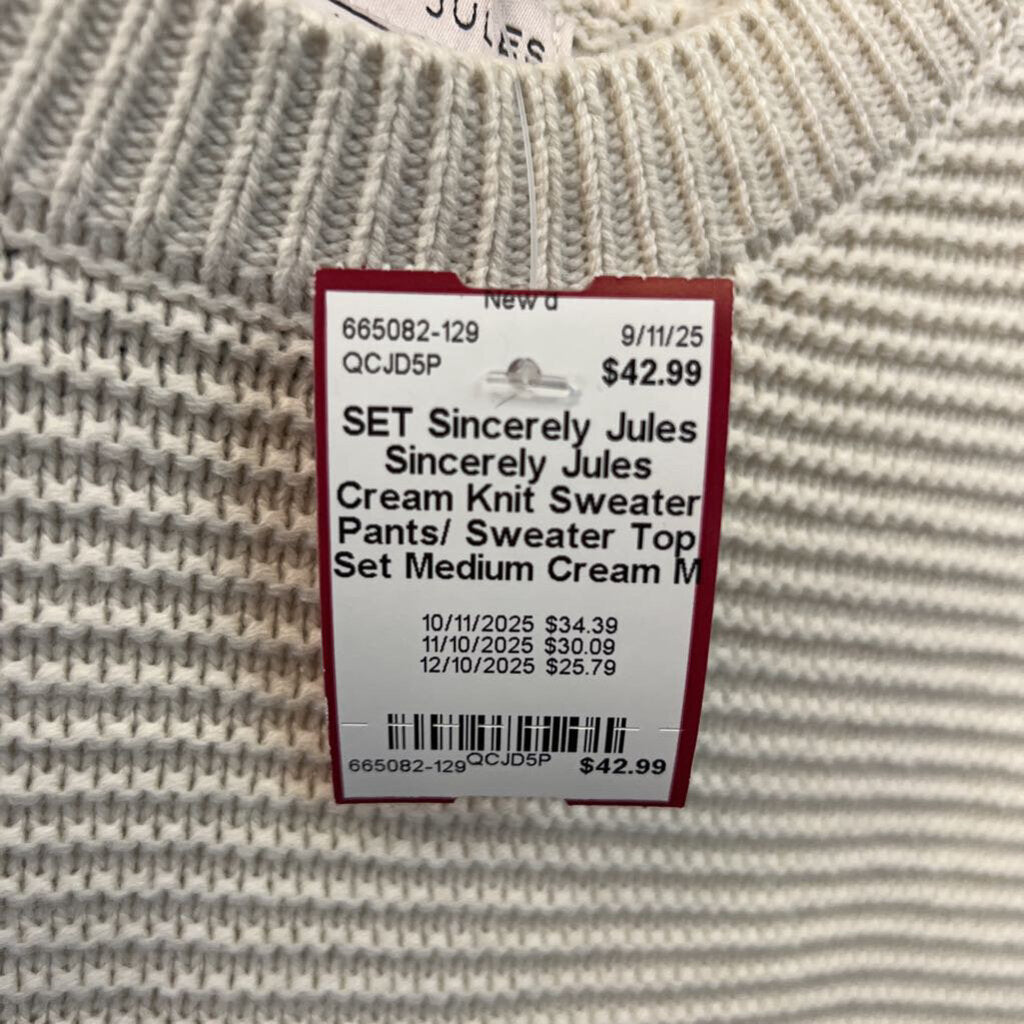 JULES
New d
665082-129 9/11/25
QCJD5P $42.99
SET Sincerely Jules
Sincerely Jules
Cream Knit Sweater
Pants/ Sweater Top
Set Medium Cream M
10/11/2025 $34.39
11/10/2025 $30.09
12/10/2025 $25.79
665082-129 QCJD5P $42.99